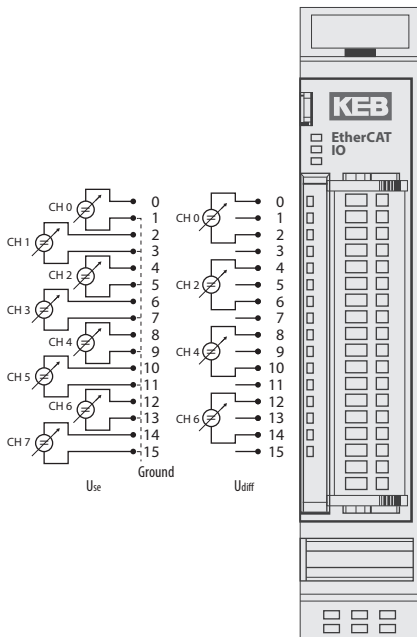 KEB
EtherCAT
IO
CH 0
CH 1
CH 2
CH 3
CH 4
CH 5
CH 6
CH 7
0
1
2
3
4
5
6
7
8
9
10
11
12
13
14
15
Ground
Use
CH 0
CH 2
CH 4
CH 6
0
1
2
3
4
5
6
7
8
9
10
11
12
13
14
15
Udiff